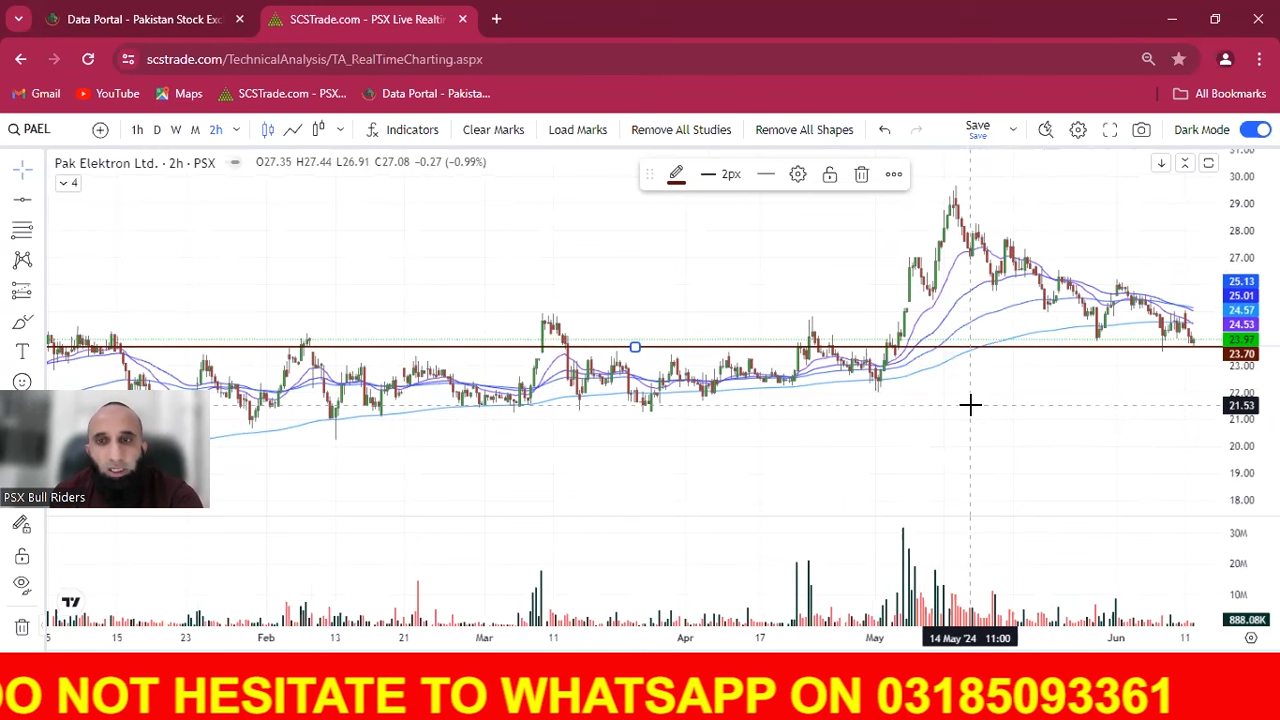 Data Portal - Pakistan Stock Exc
SCSTrade.com - PSX Live Realti
scstrade.com/TechnicalAnalysis/TA_RealTimeCharting.aspx
Gmail
YouTube
Maps
SCSTrade.com - PSX...
Data Portal - Pakista...
All Bookmarks
PAEL
1h
D
W
M
2h
Indicators
Clear Marks
Load Marks
Remove All Studies
Remove All Shapes
Save
Save
Dark Mode
Pak Elektron Ltd. · 2h · PSX
O27.35 H27.44 L26.91 C27.08 −0.27 (−0.99%)
4
2px
31.00
30.00
29.00
28.00
27.00
25.13
25.01
24.57
24.53
23.97
23.70
23.00
22.00
21.53
21.00
20.00
19.00
18.00
30M
20M
10M
888.08K
PSX Bull Riders
5
15
23
Feb
13
21
Mar
11
Apr
17
May
14 May '24 11:00
Jun
11
DO NOT HESITATE TO WHATSAPP ON 03185093361